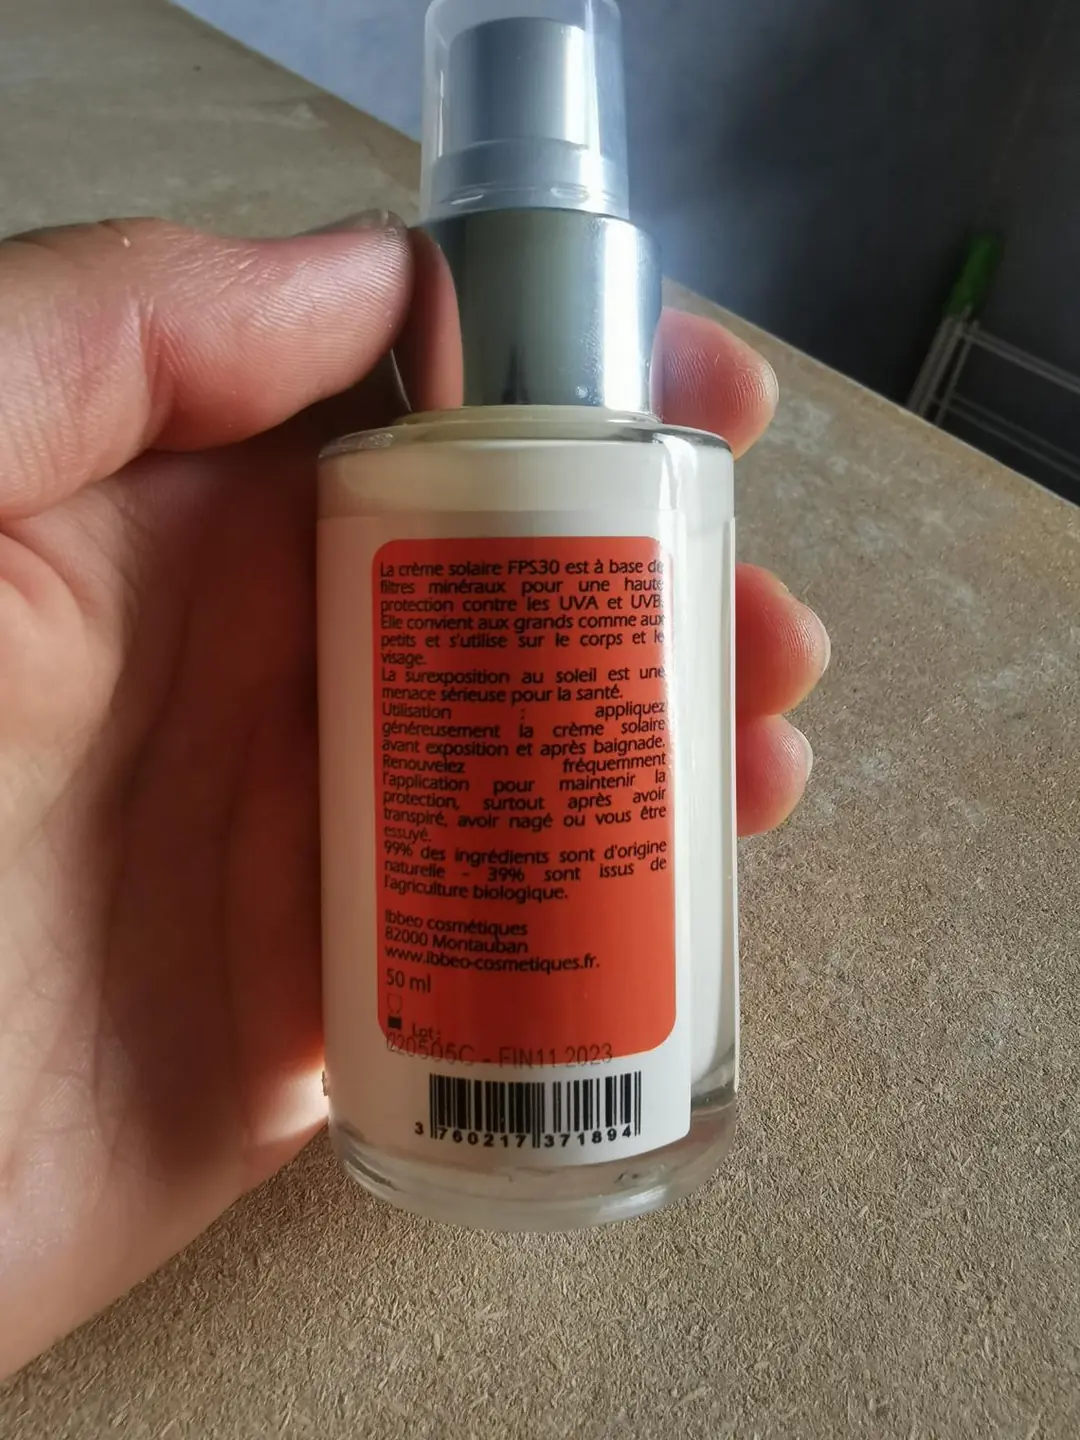 La crème solaire FPS30 est à base de
filtres minéraux pour une haute
protection contre les UVA et UVB.
Elle convient aux grands comme aux
petits et s'utilise sur le corps et le
visage.
La surexposition au soleil est une
menace sérieuse pour la santé.
Utilisation : appliquez
généreusement la crème solaire
avant exposition et après baignade.
Renouvelez fréquemment
l'application pour maintenir la
protection, surtout après avoir
transpiré, avoir nagé ou vous être
essuyé.
99% des ingrédients sont d'origine
naturelle - 39% sont issus de
l'agriculture biologique.
Ibbeo cosmétiques
82000 Montauban
www.ibbeo-cosmetiques.fr.
50 ml
Lot :
220505C - FIN11.2023
3 760217 371894